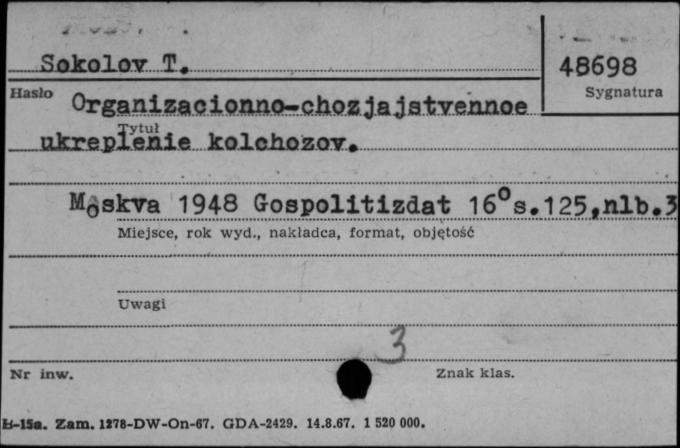 Sokolov T.
48698
Hasło
Sygnatura
Organizacionno-chozjajstvennoe
Tytuł
ukreplenie kolchozov.
Moskva 1948 Gospolitizdat 16° s.125,nlb.3
Miejsce, rok wyd., nakładca, format, objętość
Uwagi
3
Nr inw.
Znak klas.
H-15a. Zam. 1278-DW-On-67. GDA-2429. 14.8.67. 1 520 000.